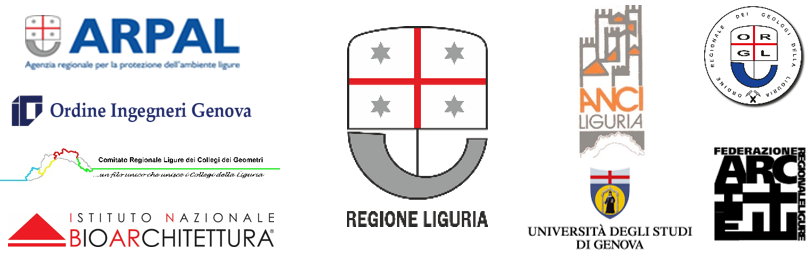 ARPAL
Agenzia regionale per la protezione dell'ambiente ligure
Ordine Ingegneri Genova
Comitato Regionale Ligure dei Collegi dei Geometri
...un filo unico che unisce i Collegi della Liguria
ISTITUTO NAZIONALE
BIOARCHITETTURA®
REGIONE LIGURIA
ANCI
LIGURIA
UNIVERSITÀ DEGLI STUDI
DI GENOVA
ORDINE REGIONALE DEI GEOLOGI DELLA LIGURIA
OR
GL
FEDERAZIONE
ARC
REGIONALE LIGURE